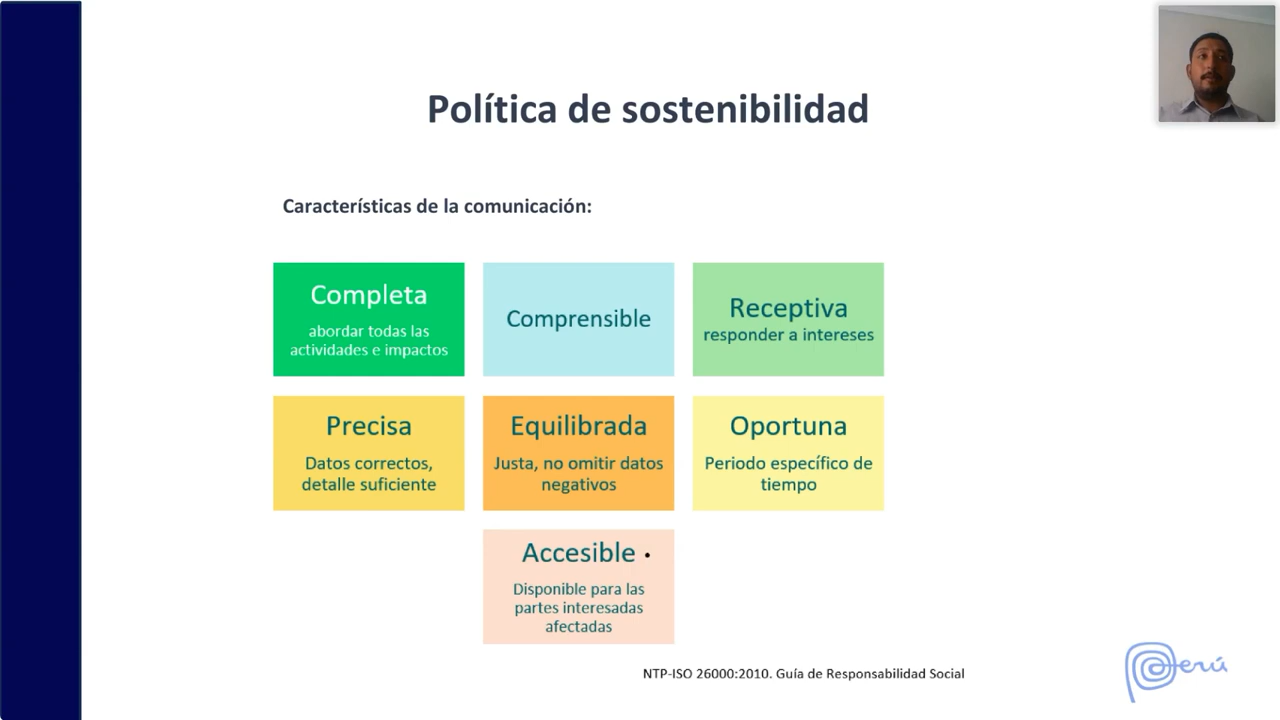 Política de sostenibilidad
Características de la comunicación:
Completa
abordar todas las
actividades e impactos
Comprensible
Receptiva
responder a intereses
Precisa
Datos correctos,
detalle suficiente
Equilibrada
Justa, no omitir datos
negativos
Oportuna
Periodo específico de
tiempo
Accesible
Disponible para las
partes interesadas
afectadas
NTP-ISO 26000:2010. Guía de Responsabilidad Social
Perú